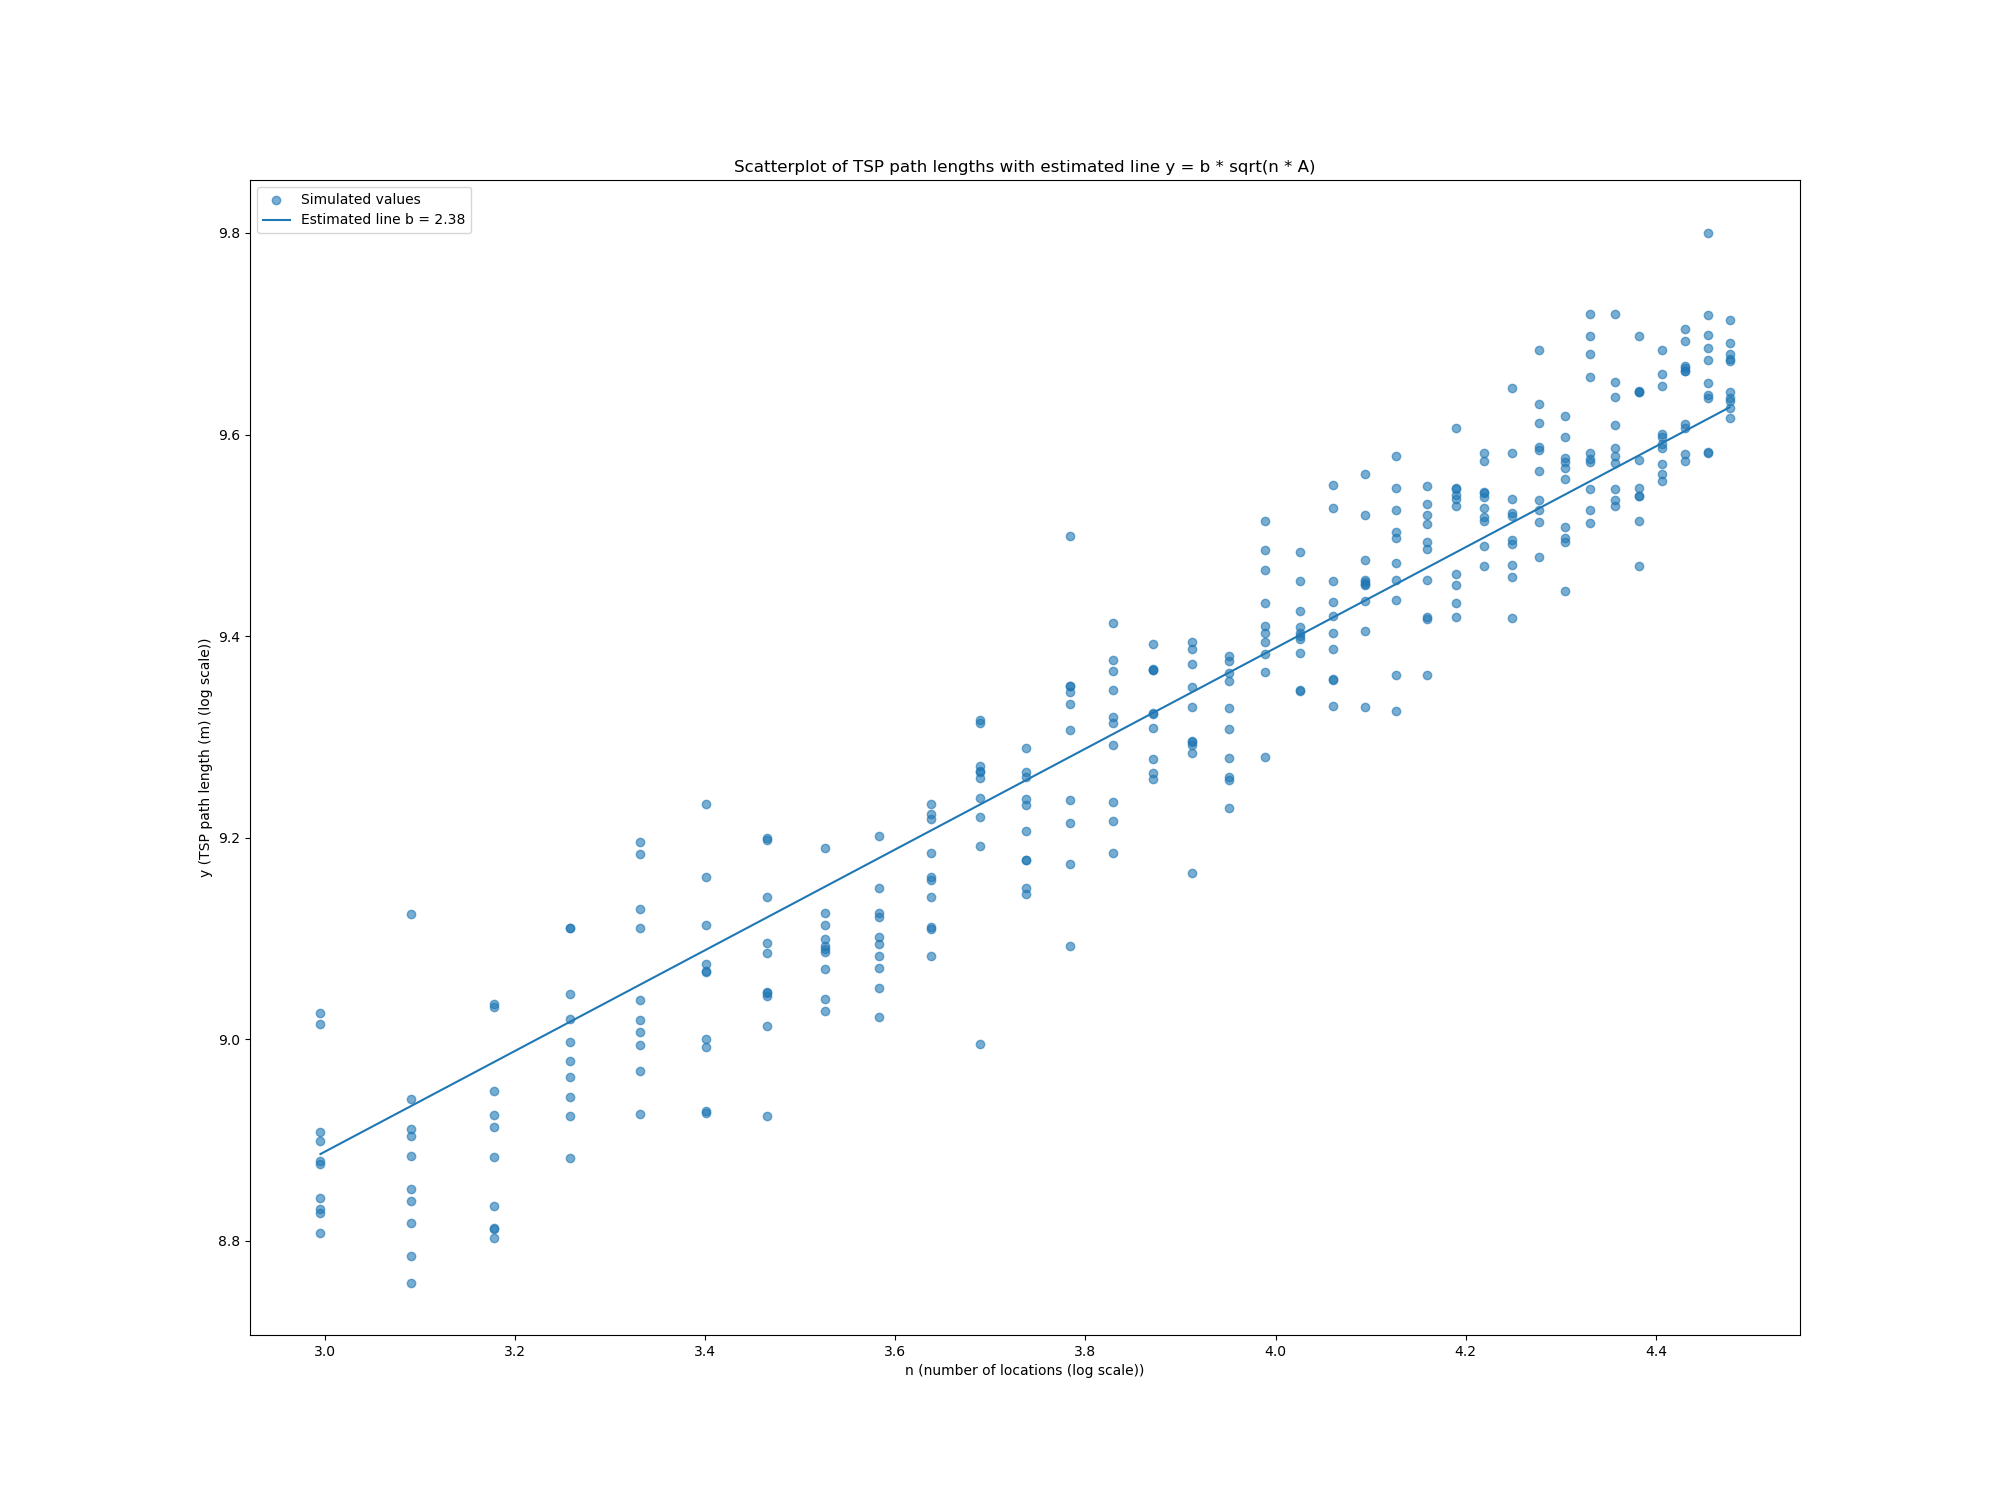 Scatterplot of TSP path lengths with estimated line y = b * sqrt(n * A)
Simulated values
Estimated line b = 2.38
9.8
9.6
9.4
9.2
9.0
8.8
y (TSP path length (m) (log scale))
3.0 3.2 3.4 3.6 3.8 4.0 4.2 4.4
n (number of locations (log scale))